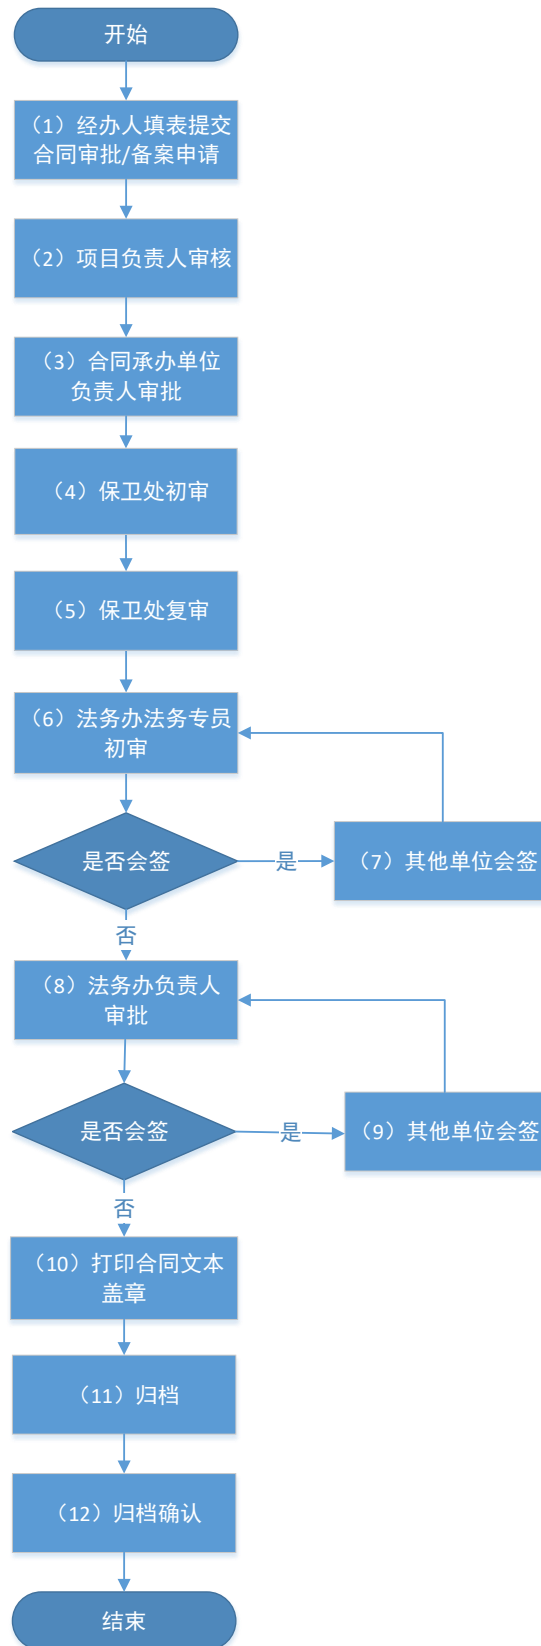 开始
（1）经办人填表提交
合同审批/备案申请
（2）项目负责人审核
（3）合同承办单位
负责人审批
（4）保卫处初审
（5）保卫处复审
（6）法务办法务专员
初审
是否会签
是
（7）其他单位会签
否
（8）法务办负责人
审批
是否会签
是
（9）其他单位会签
否
（10）打印合同文本
盖章
（11）归档
（12）归档确认
结束